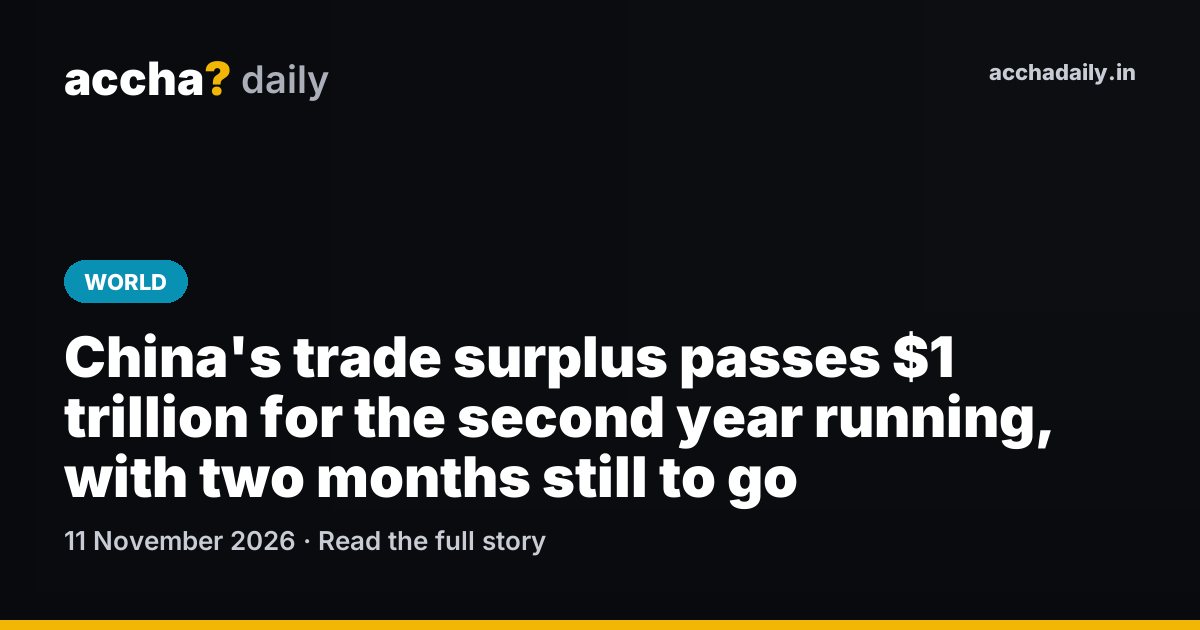 accha? daily
acchadaily.in
WORLD
China's trade surplus passes $1
trillion for the second year running,
with two months still to go
11 November 2026 · Read the full story